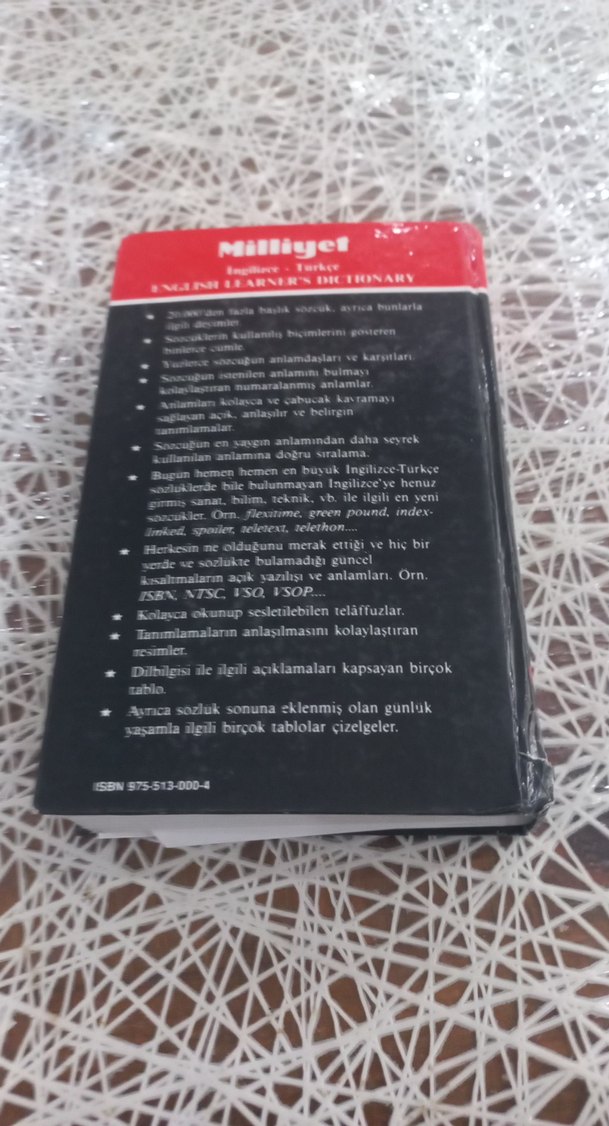 Milliyet
İngilizce - Türkçe
ENGLISH LEARNER'S DICTIONARY
★ 20.000'den fazla başlık sözcük, ayrıca bunlarla
ilgili deyimler.
★ Sözcüklerin kullanılış biçimlerini gösteren
binlerce cümle.
★ Yüzlerce sözcüğün anlamdaşları ve karşıtları.
★ Sözcüğün istenilen anlamını bulmayı
kolaylaştıran numaralanmış anlamlar.
★ Anlamları kolayca ve çabucak kavramayı
sağlayan açık, anlaşılır ve belirgin
tanımlamalar.
★ Sözcüğün en yaygın anlamından daha seyrek
kullanılan anlamına doğru sıralama.
★ Bugün hemen hemen en büyük İngilizce-Türkçe
sözlüklerde bile bulunmayan İngilizce'ye henüz
girmiş sanat, bilim, teknik, vb. ile ilgili en yeni
sözcükler. Örn. flexitime, green pound, index-
linked, spoiler, teletext, telethon....
★ Herkesin ne olduğunu merak ettiği ve hiç bir
yerde ve sözlükte bulamadığı güncel
kısaltmaların açık yazılışı ve anlamları. Örn.
ISBN, NTSC, VSO, VSOP....
★ Kolayca okunup sesletilebilen telâffuzlar.
★ Tanımlamaların anlaşılmasını kolaylaştıran
resimler.
★ Dilbilgisi ile ilgili açıklamaları kapsayan birçok
tablo.
★ Ayrıca sözlük sonuna eklenmiş olan günlük
yaşamla ilgili birçok tablolar çizelgeler.
ISBN 975-513-000-4